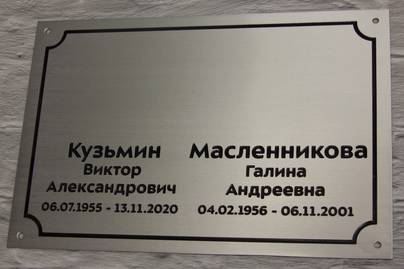 Кузьмин
Виктор
Александрович
06.07.1955 - 13.11.2020
Масленникова
Галина
Андреевна
04.02.1956 - 06.11.2001